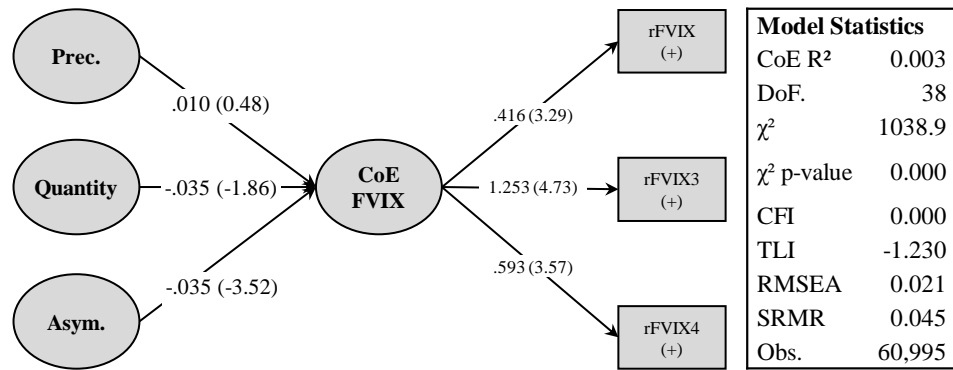 Prec.
Quantity
Asym.
.010 (0.48)
-.035 (-1.86)
-.035 (-3.52)
CoE
FVIX
.416 (3.29)
1.253 (4.73)
.593 (3.57)
rFVIX
(+)
rFVIX3
(+)
rFVIX4
(+)
Model Statistics
CoE R² 0.003
DoF. 38
χ² 1038.9
χ² p-value 0.000
CFI 0.000
TLI -1.230
RMSEA 0.021
SRMR 0.045
Obs. 60,995